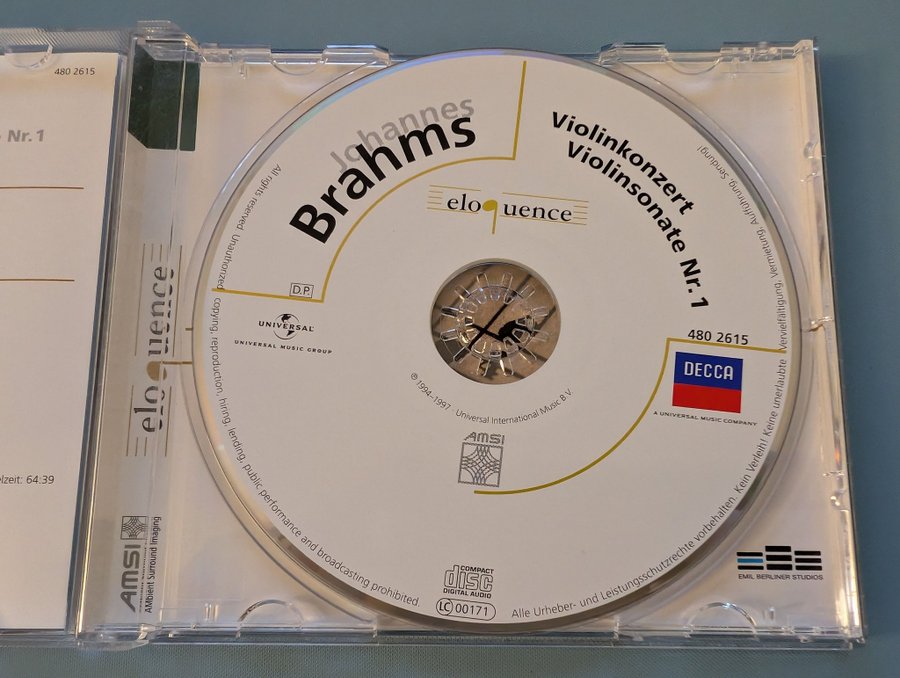 480 2615
Nr. 1
elzeit: 64:39
eloquence
AMSI
AMbient Surround Imaging
Johannes
Brahms
Violinkonzert
Violinsonate Nr. 1
eloquence
D.P.
UNIVERSAL
UNIVERSAL MUSIC GROUP
480 2615
DECCA
A UNIVERSAL MUSIC COMPANY
℗ 1994–1997 · Universal International Music B.V.
AMSI
COMPACT
disc
DIGITAL AUDIO
LC 00171
All rights reserved. Unauthorized copying, reproduction, hiring, lending, public performance and broadcasting prohibited.
Alle Urheber- und Leistungsschutzrechte vorbehalten. Kein Verleih! Keine unerlaubte Vervielfältigung, Vermietung, Aufführung, Sendung!
EMIL BERLINER STUDIOS